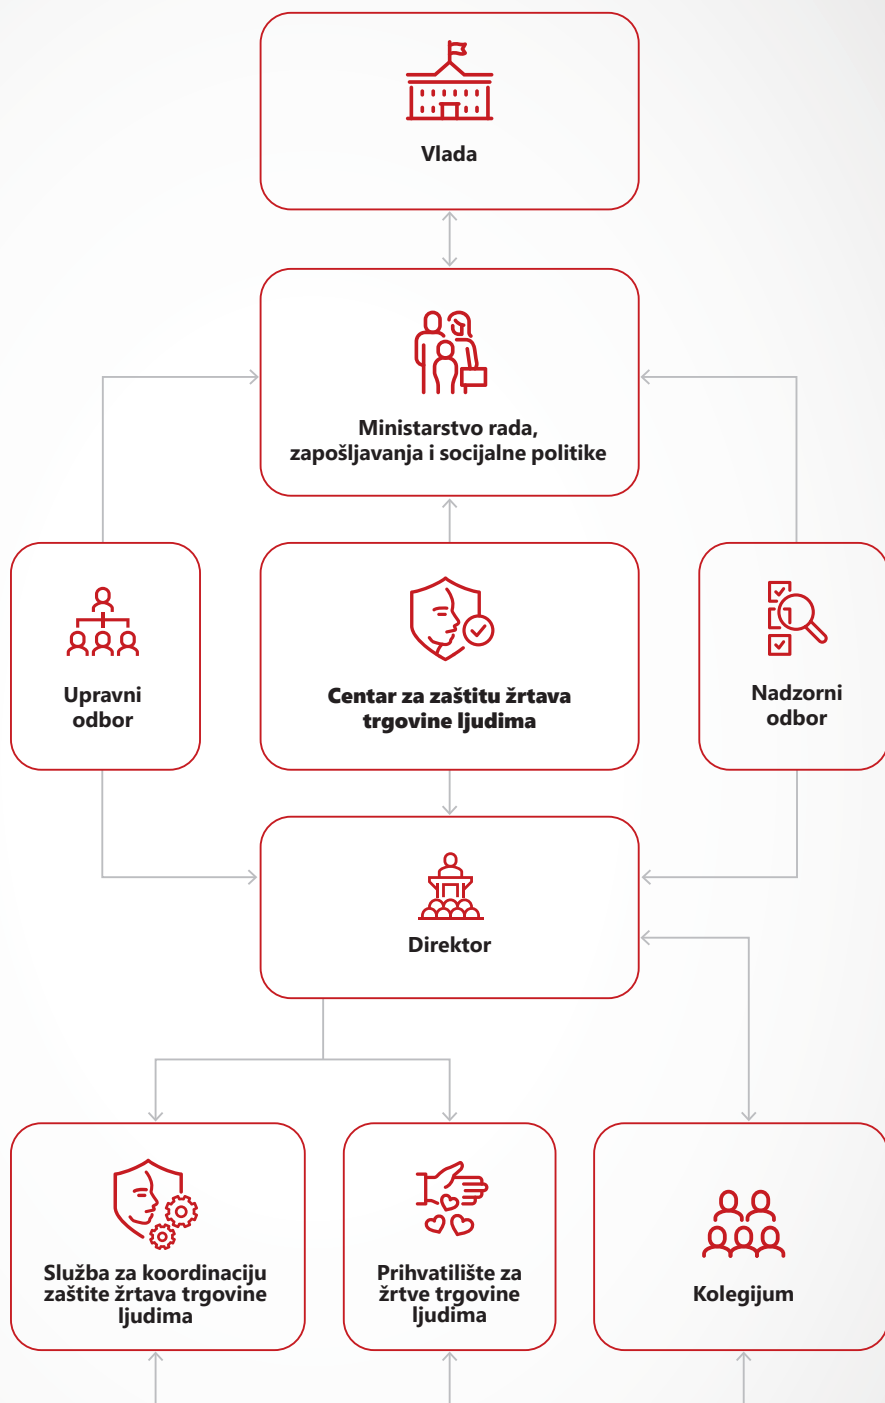 Vlada
Ministarstvo rada,
zapošljavanja i socijalne politike
Upravni
odbor
Centar za zaštitu žrtava
trgovine ljudima
Nadzorni
odbor
Direktor
Služba za koordinaciju
zaštite žrtava trgovine
ljudima
Prihvatilište za
žrtve trgovine
ljudima
Kolegijum